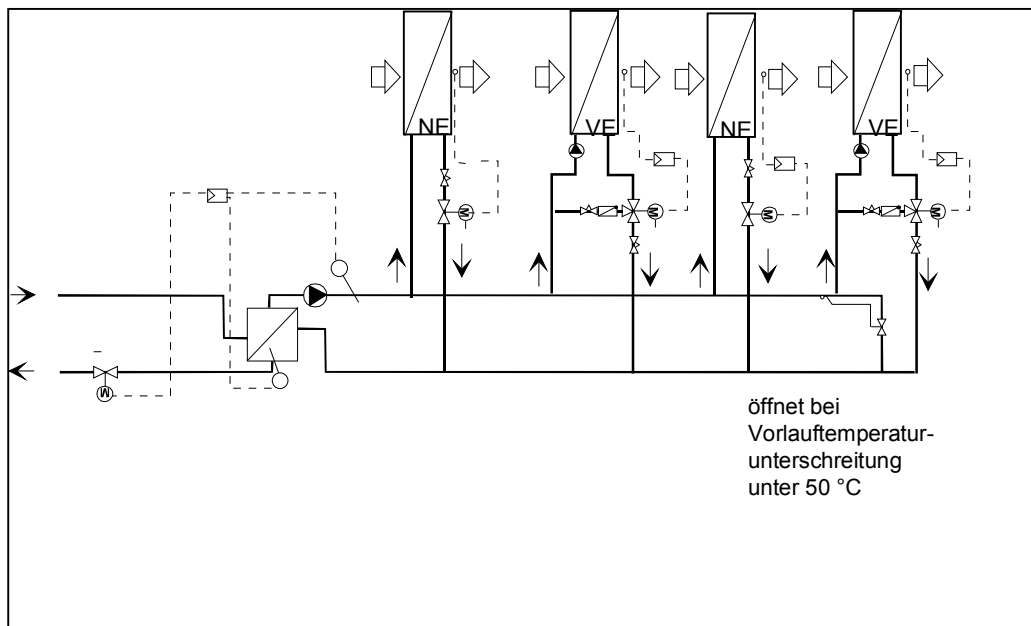 NE
VE
NE
VE
M
M
M
M
M
öffnet bei
Vorlauftemperatur-
unterschreitung
unter 50 °C